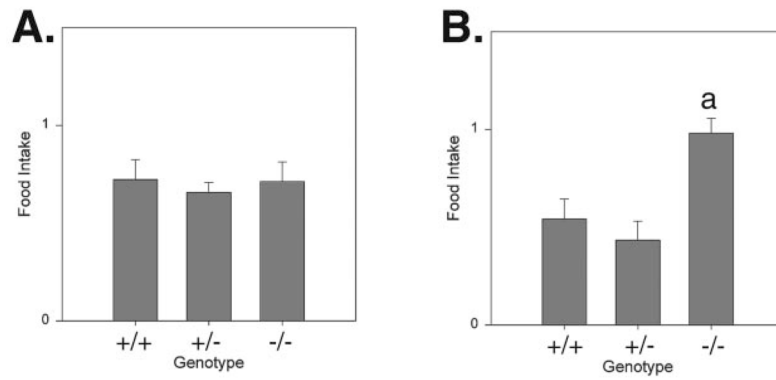 A.
Food Intake
1
0
+/+ +/- -/-
Genotype
B.
Food Intake
1
0
a
+/+ +/- -/-
Genotype